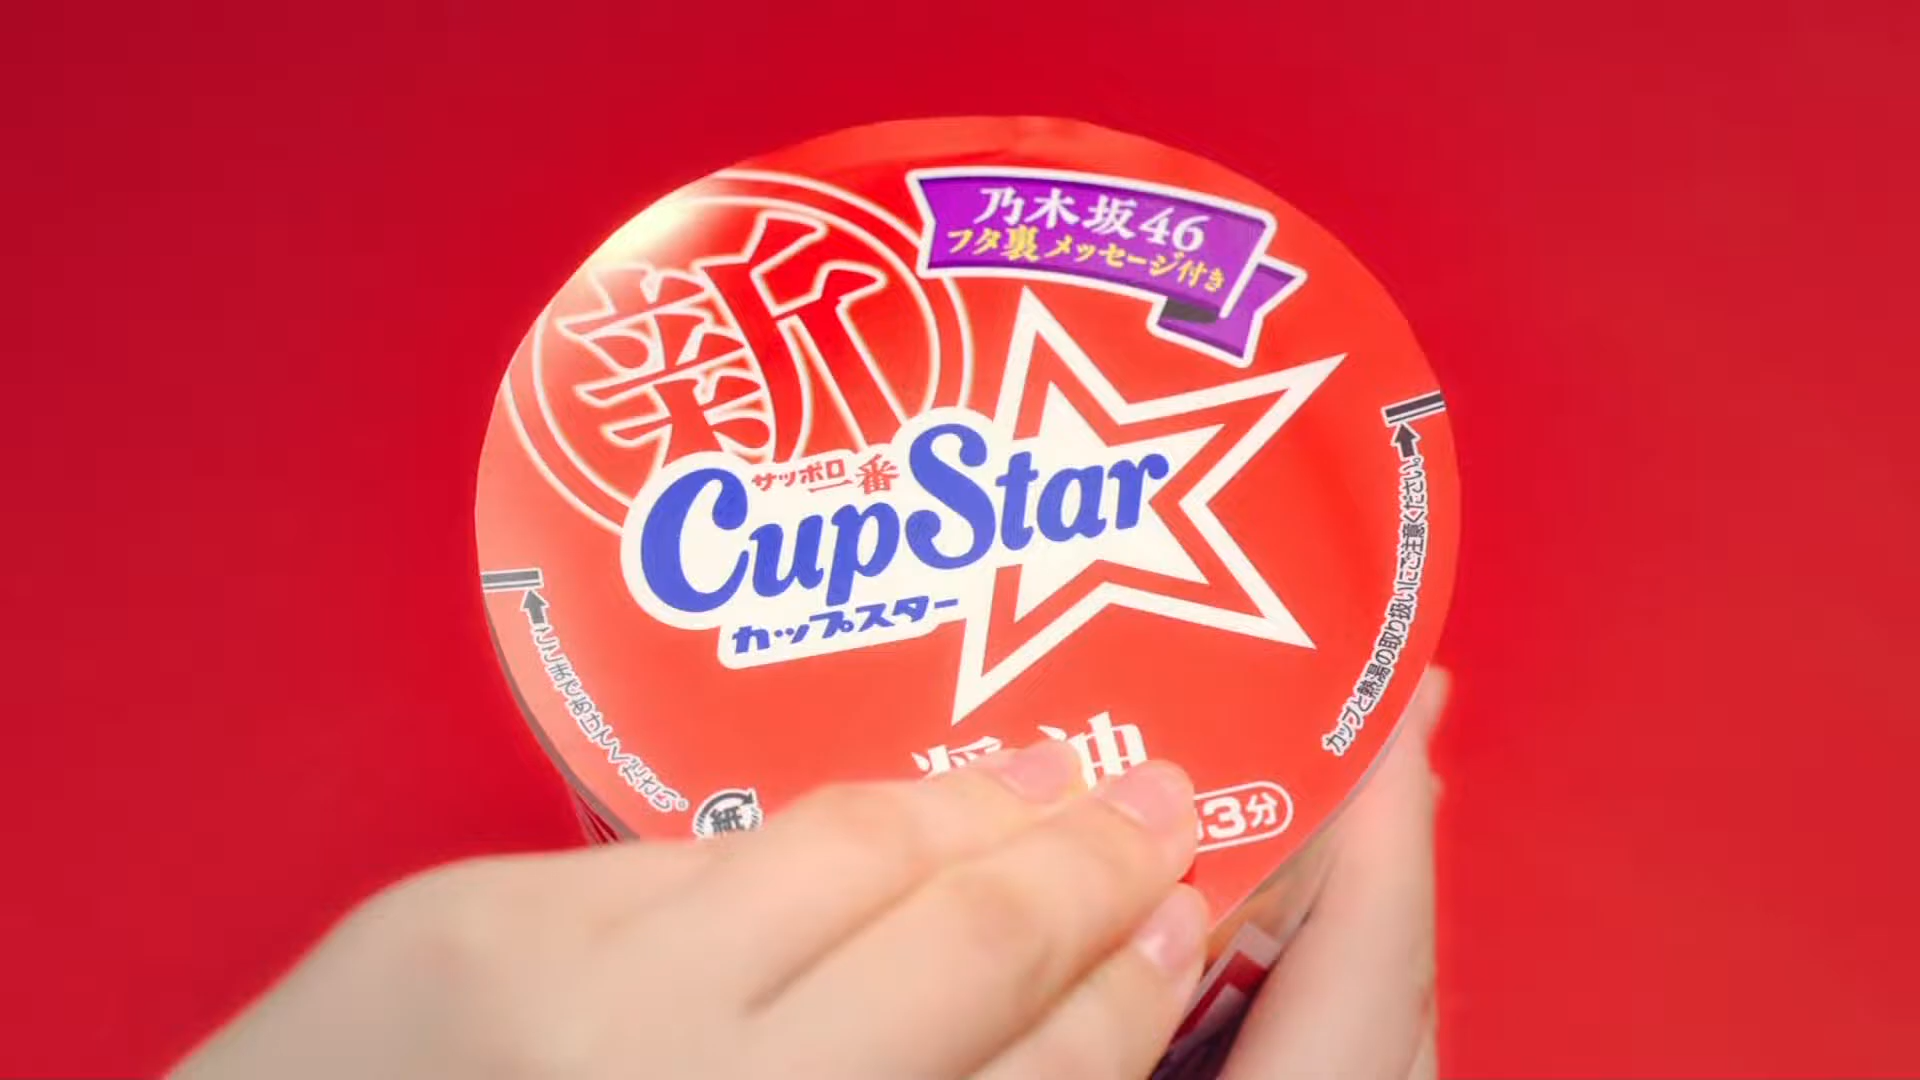 乃木坂46
フタ裏メッセージ付き
新
サッポロ一番
CupStar
カップスター
ここまであけてください。
カップと熱湯の取り扱いにご注意ください。
醤油
紙
3分